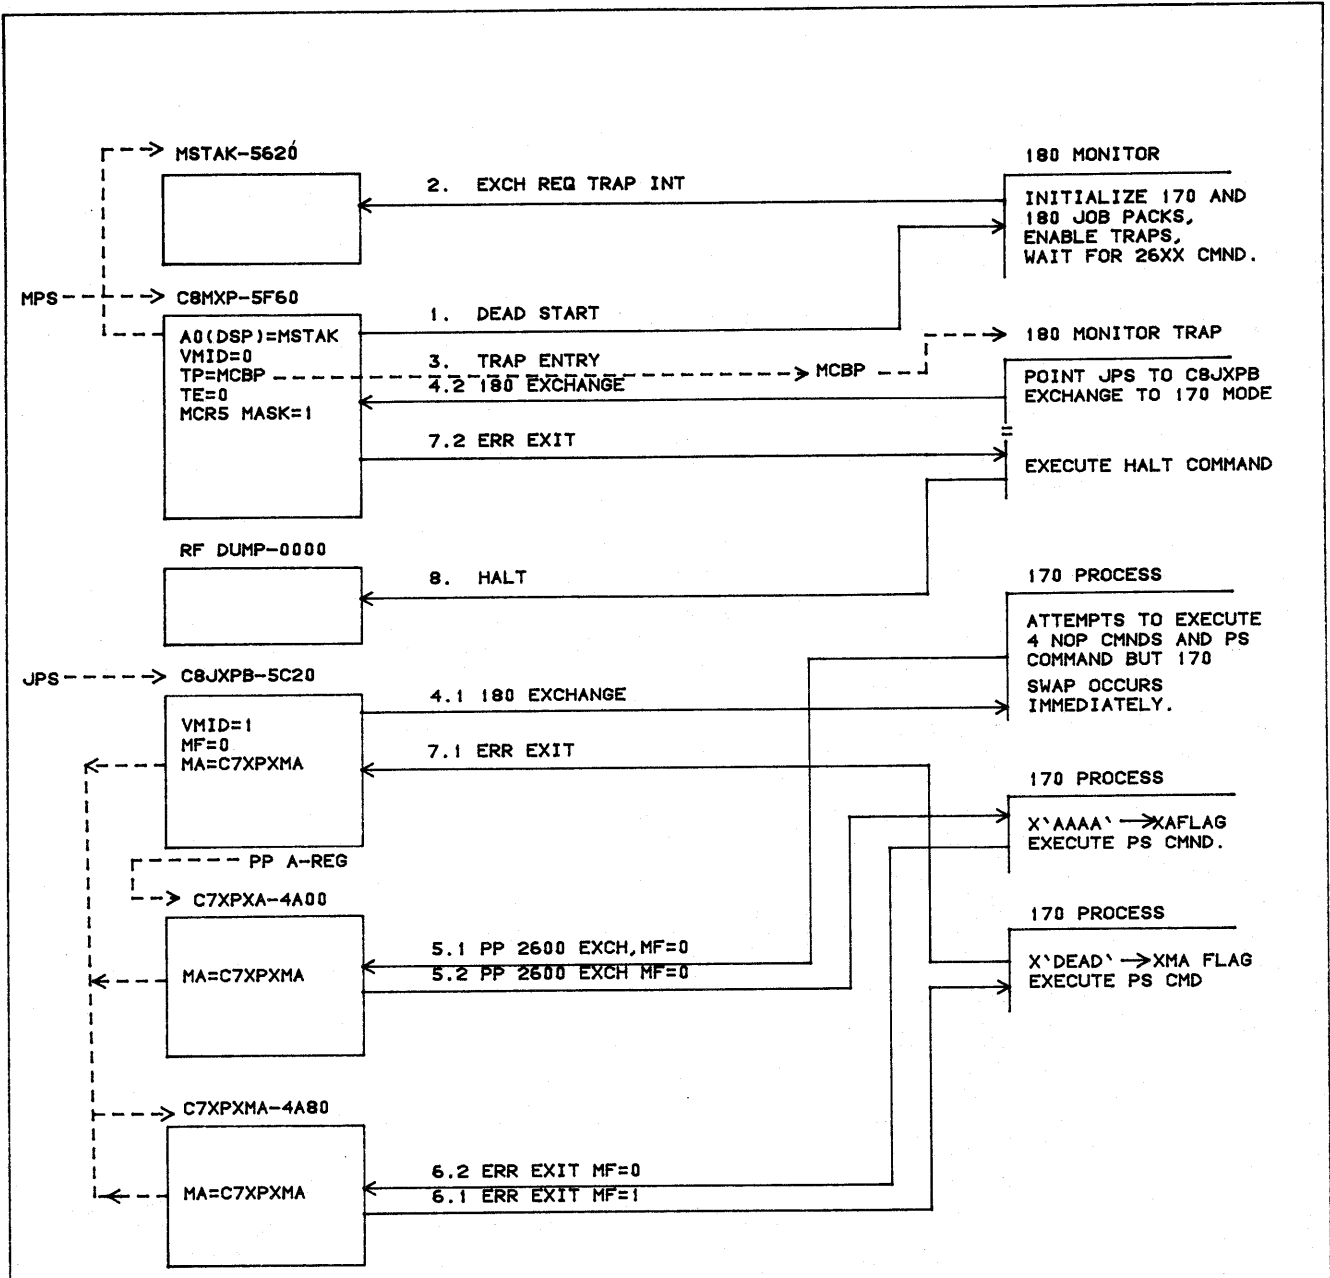 MSTAK-5620
180 MONITOR
2. EXCH REQ TRAP INT
INITIALIZE 170 AND
180 JOB PACKS,
ENABLE TRAPS,
WAIT FOR 26XX CMND.
MPS
C8MXP-5F60
1. DEAD START
A0(DSP)=MSTAK
VMID=0
TP=MCBP
TE=0
MCR5 MASK=1
3. TRAP ENTRY
MCBP
180 MONITOR TRAP
4.2 180 EXCHANGE
POINT JPS TO C8JXPB
EXCHANGE TO 170 MODE
=
7.2 ERR EXIT
EXECUTE HALT COMMAND
RF DUMP-0000
8. HALT
170 PROCESS
ATTEMPTS TO EXECUTE
4 NOP CMNDS AND PS
COMMAND BUT 170
SWAP OCCURS
IMMEDIATELY.
JPS
C8JXPB-5C20
4.1 180 EXCHANGE
VMID=1
MF=0
MA=C7XPXMA
7.1 ERR EXIT
170 PROCESS
X`AAAA`→XAFLAG
EXECUTE PS CMND.
PP A-REG
C7XPXA-4A00
170 PROCESS
5.1 PP 2600 EXCH,MF=0
5.2 PP 2600 EXCH MF=0
MA=C7XPXMA
X`DEAD`→XMA FLAG
EXECUTE PS CMD
C7XPXMA-4A80
6.2 ERR EXIT MF=0
MA=C7XPXMA
6.1 ERR EXIT MF=1